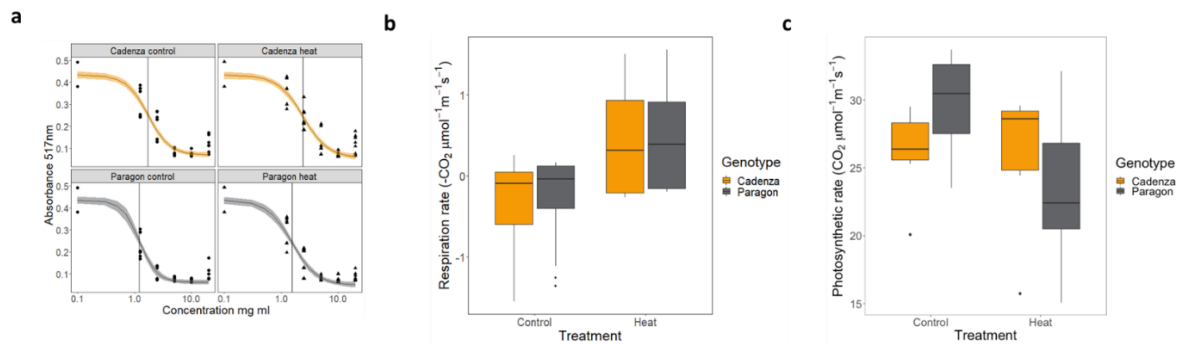 a
Cadenza control
Cadenza heat
Paragon control
Paragon heat
0.5
0.4
0.3
0.2
0.1
0.5
0.4
0.3
0.2
0.1
Absorbance 517nm
0.1 1.0 10.0 0.1 1.0 10.0
Concentration mg ml
b
1
0
-1
Respiration rate (-CO₂ μmol⁻¹m⁻¹s⁻¹)
Control Heat
Treatment
Genotype
Cadenza
Paragon
c
30
25
20
15
Photosynthetic rate (CO₂ μmol⁻¹m⁻¹s⁻¹)
Control Heat
Treatment
Genotype
Cadenza
Paragon